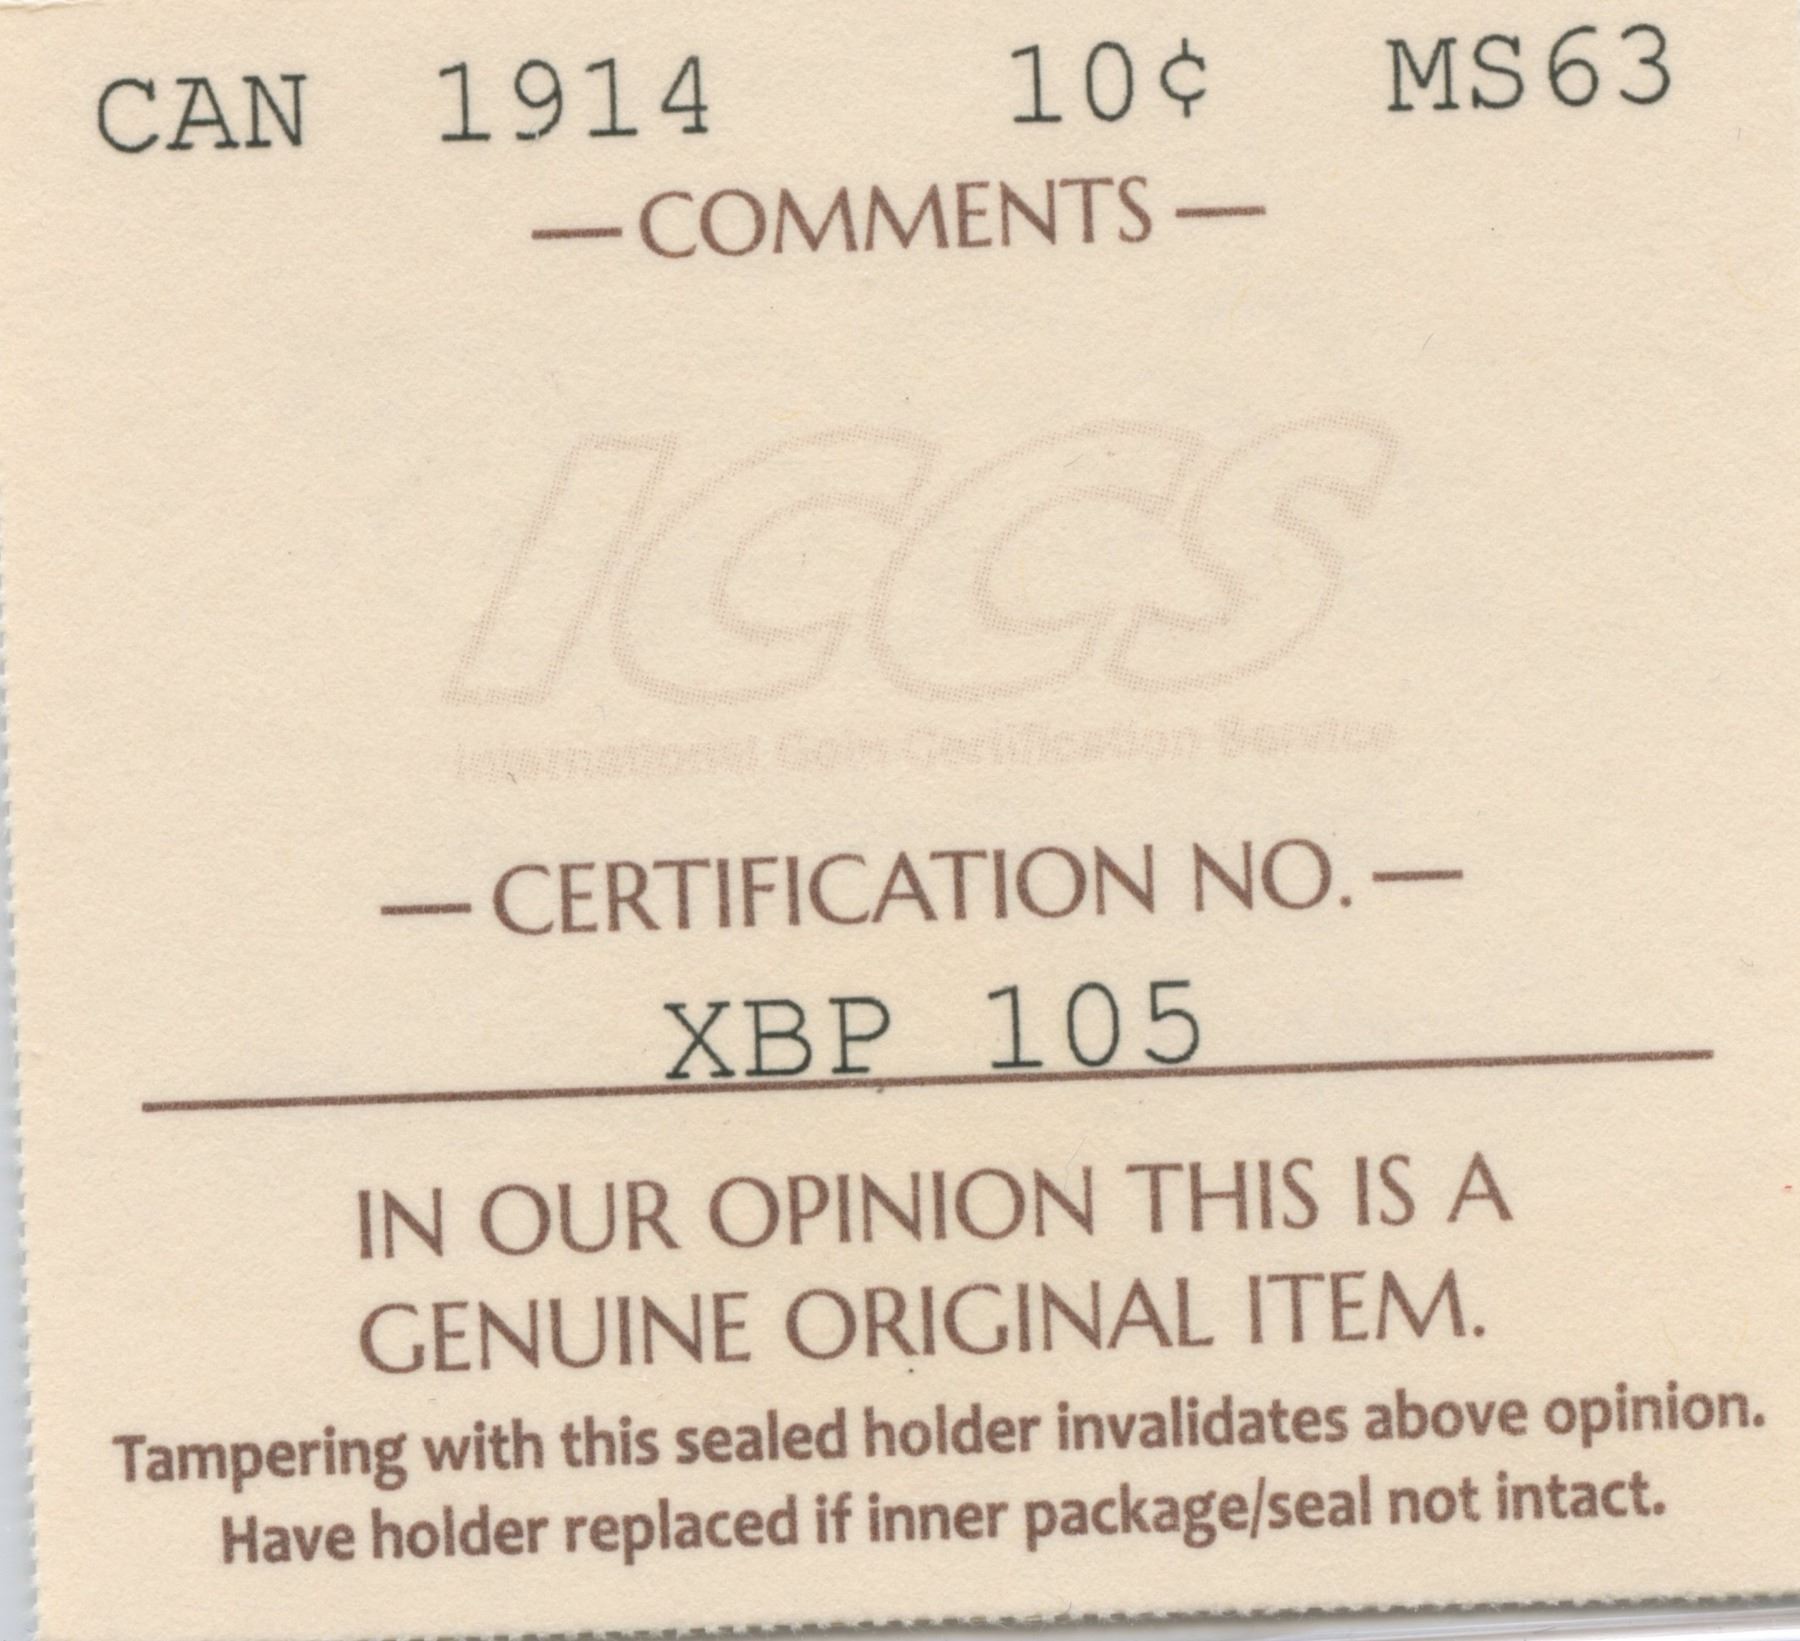 CAN 1914 10¢ MS63
—COMMENTS—
ICCS
International Coin Certification Service
—CERTIFICATION NO.—
XBP 105
IN OUR OPINION THIS IS A
GENUINE ORIGINAL ITEM.
Tampering with this sealed holder invalidates above opinion.
Have holder replaced if inner package/seal not intact.